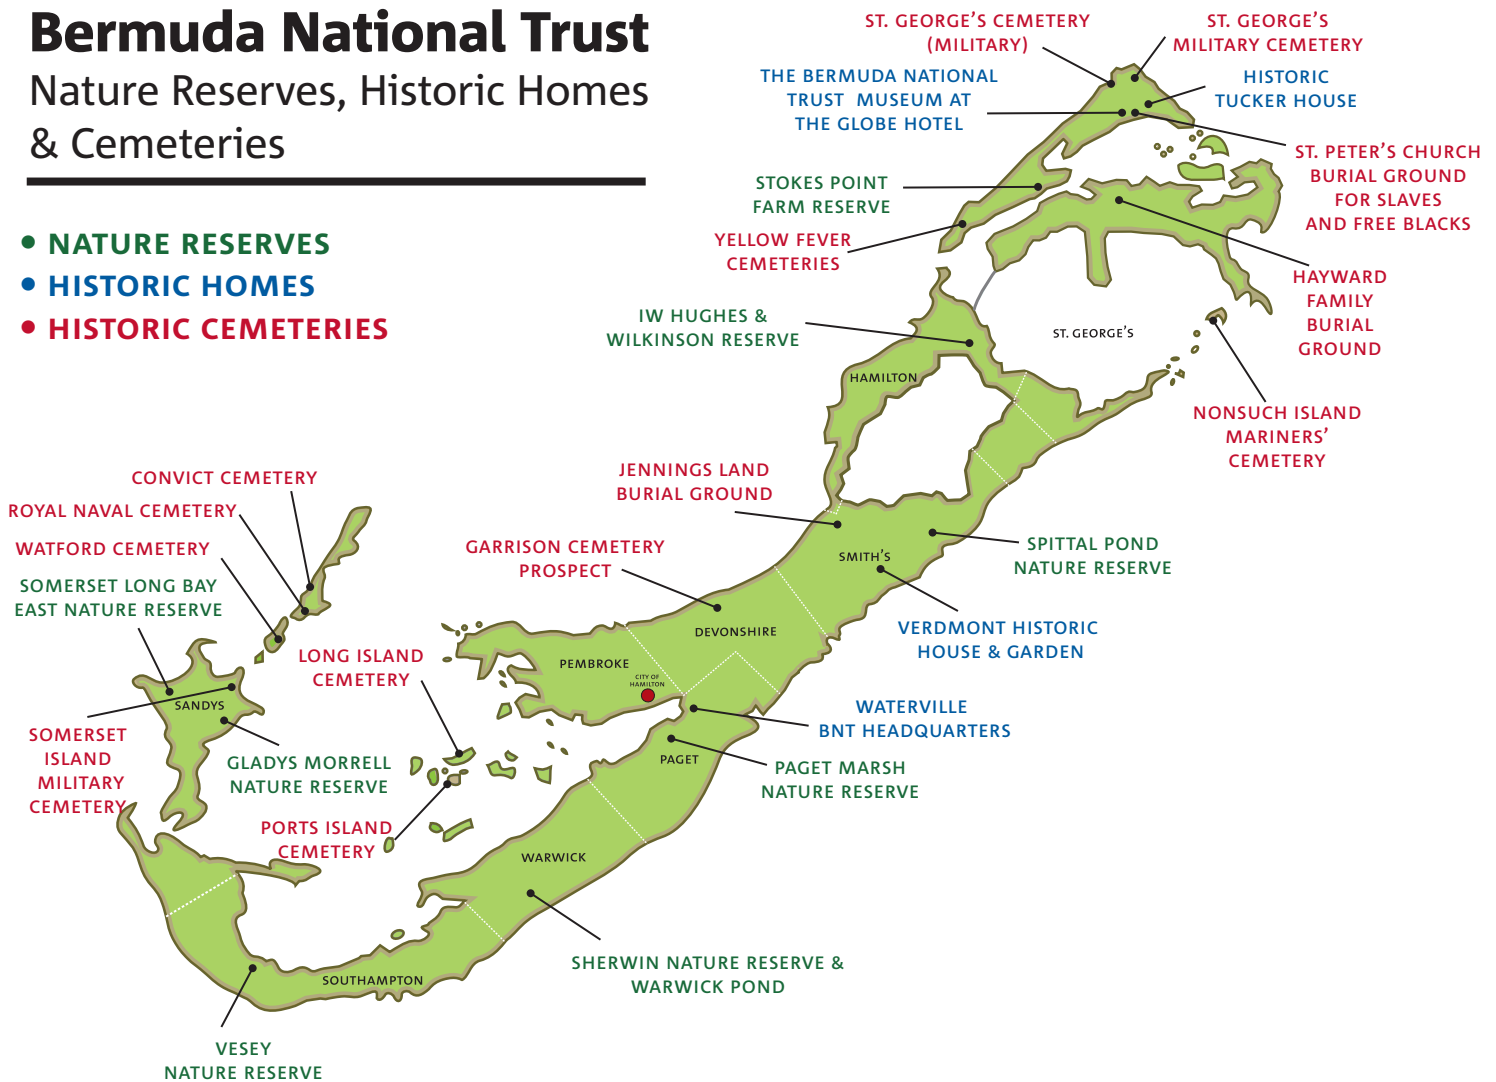 Bermuda National Trust
Nature Reserves, Historic Homes
& Cemeteries
• NATURE RESERVES
• HISTORIC HOMES
• HISTORIC CEMETERIES
ST. GEORGE'S CEMETERY
(MILITARY)
ST. GEORGE'S
MILITARY CEMETERY
THE BERMUDA NATIONAL
TRUST MUSEUM AT
THE GLOBE HOTEL
HISTORIC
TUCKER HOUSE
ST. PETER'S CHURCH
BURIAL GROUND
FOR SLAVES
AND FREE BLACKS
STOKES POINT
FARM RESERVE
YELLOW FEVER
CEMETERIES
HAYWARD
FAMILY
BURIAL
GROUND
IW HUGHES &
WILKINSON RESERVE
ST. GEORGE'S
HAMILTON
NONSUCH ISLAND
MARINERS'
CEMETERY
JENNINGS LAND
BURIAL GROUND
CONVICT CEMETERY
ROYAL NAVAL CEMETERY
WATFORD CEMETERY
SOMERSET LONG BAY
EAST NATURE RESERVE
GARRISON CEMETERY
PROSPECT
SMITH'S
SPITTAL POND
NATURE RESERVE
VERDMONT HISTORIC
HOUSE & GARDEN
DEVONSHIRE
PEMBROKE
CITY OF
HAMILTON
LONG ISLAND
CEMETERY
SANDYS
SOMERSET
ISLAND
MILITARY
CEMETERY
GLADYS MORRELL
NATURE RESERVE
WATERVILLE
BNT HEADQUARTERS
PAGET
PAGET MARSH
NATURE RESERVE
PORTS ISLAND
CEMETERY
WARWICK
SHERWIN NATURE RESERVE &
WARWICK POND
SOUTHAMPTON
VESEY
NATURE RESERVE